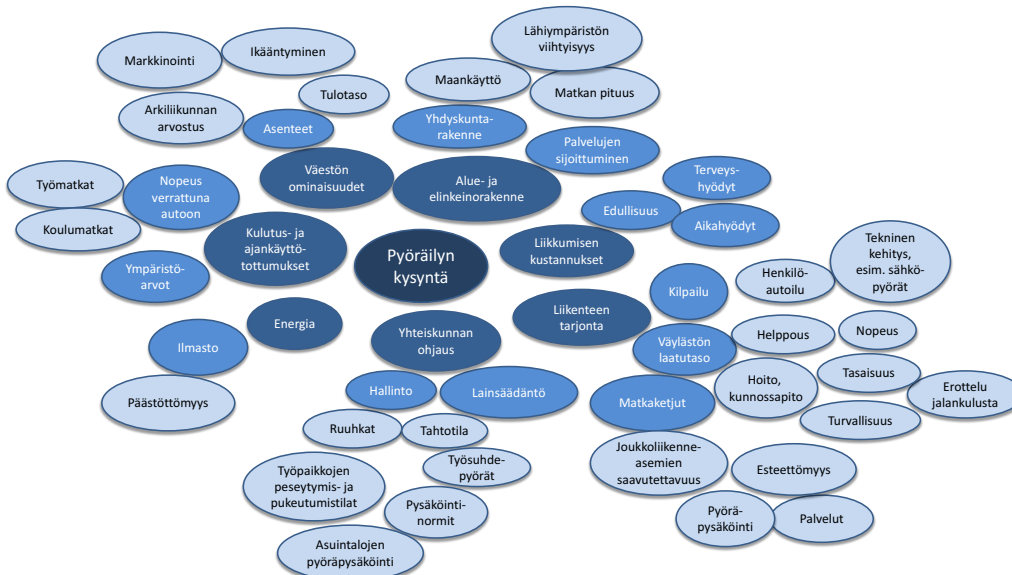 Lähiympäristön
viihtyisyys
Ikääntyminen
Markkinointi
Maankäyttö
Matkan pituus
Tulotaso
Arkiliikunnan
arvostus
Asenteet
Yhdyskunta-
rakenne
Palvelujen
sijoittuminen
Väestön
ominaisuudet
Alue- ja
elinkeinorakenne
Terveys-
hyödyt
Työmatkat
Nopeus
verrattuna
autoon
Koulumatkat
Edullisuus
Aikahyödyt
Kulutus- ja
ajankäyttö-
tottumukset
Pyöräilyn
kysyntä
Liikkumisen
kustannukset
Tekninen
kehitys,
esim. sähkö-
pyörät
Ympäristö-
arvot
Henkilö-
autoilu
Kilpailu
Energia
Liikenteen
tarjonta
Yhteiskunnan
ohjaus
Helppous
Nopeus
Ilmasto
Väylästön
laatutaso
Tasaisuus
Hoito,
kunnossapito
Erottelu
jalankulusta
Hallinto
Lainsäädäntö
Matkaketjut
Päästöttömyys
Turvallisuus
Ruuhkat
Tahtotila
Joukkoliikenne-
asemien
saavutettavuus
Työsuhde-
pyörät
Esteettömyys
Työpaikkojen
peseytymis- ja
pukeutumistilat
Pysäköinti-
normit
Pyörä-
pysäköinti
Palvelut
Asuintalojen
pyöräpysäköinti